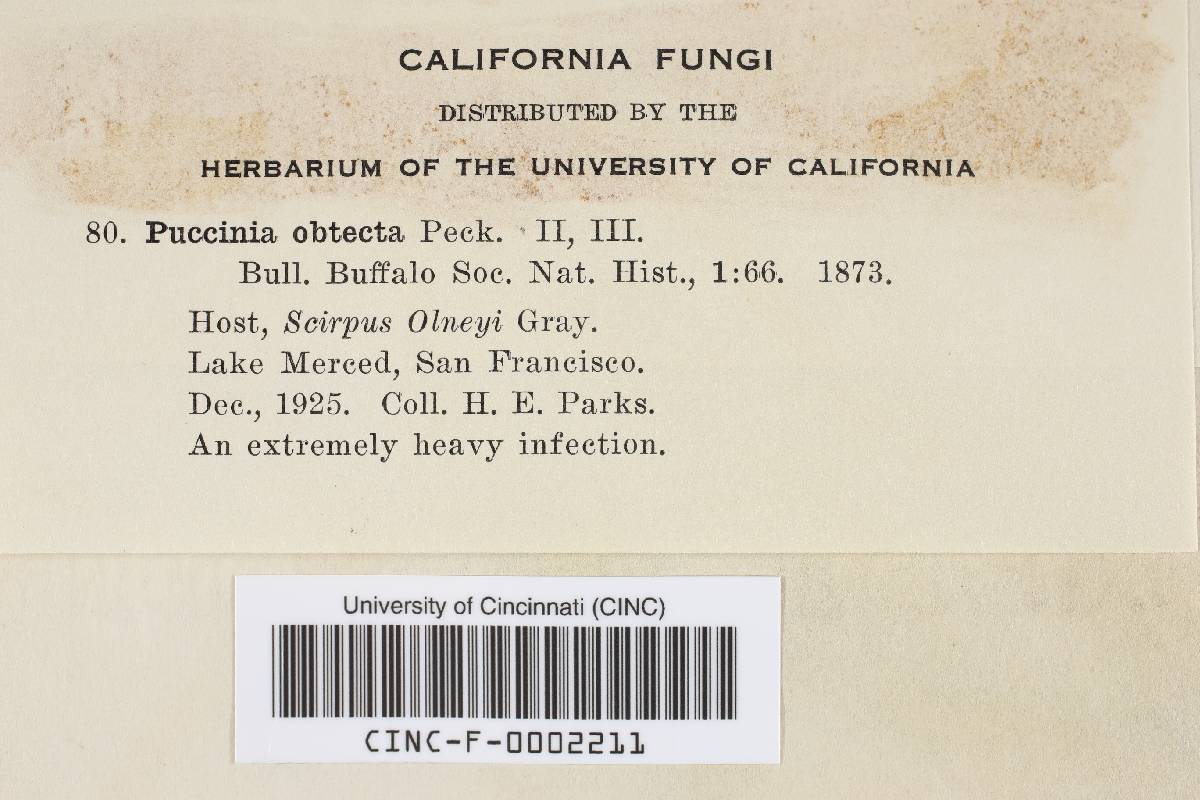 CALIFORNIA FUNGI
DISTRIBUTED BY THE
HERBARIUM OF THE UNIVERSITY OF CALIFORNIA
80. Puccinia obtecta Peck. II, III.
Bull. Buffalo Soc. Nat. Hist., 1:66. 1873.
Host, Scirpus Olneyi Gray.
Lake Merced, San Francisco.
Dec., 1925. Coll. H. E. Parks.
An extremely heavy infection.
University of Cincinnati (CINC)
CINC-F-0002211